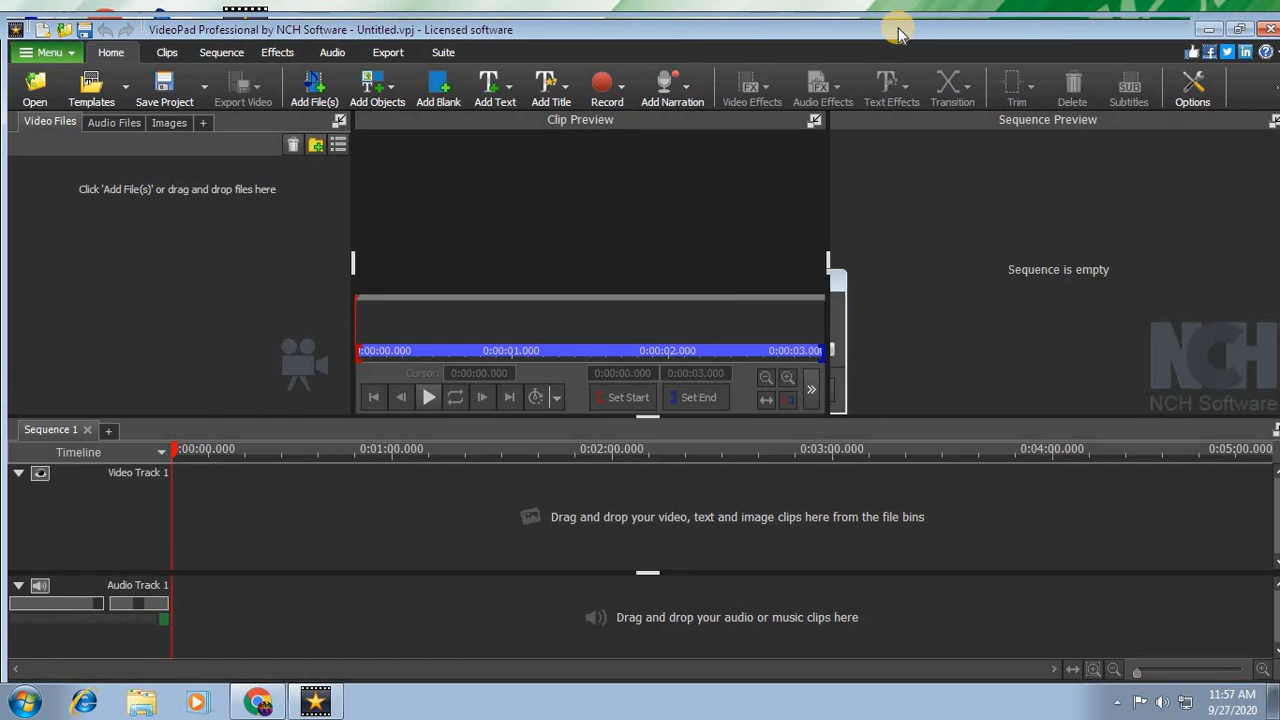 VideoPad Professional by NCH Software - Untitled.vpj - Licensed software
Menu Home Clips Sequence Effects Audio Export Suite
Open Templates Save Project Export Video Add File(s) Add Objects Add Blank Add Text Add Title Record Add Narration Video Effects Audio Effects Text Effects Transition Trim Delete Subtitles Options
Video Files Audio Files Images + Clip Preview Sequence Preview
Click 'Add File(s)' or drag and drop files here
Sequence is empty
0:00:00.000 0:00:01.000 0:00:02.000 0:00:03.000
Cursor: 0:00:00.000 0:00:00.000 0:00:03.000
Set Start Set End
NCH
NCH Software
Sequence 1 +
Timeline 0:00:00.000 0:01:00.000 0:02:00.000 0:03:00.000 0:04:00.000 0:05:00.000
Video Track 1
Drag and drop your video, text and image clips here from the file bins
Audio Track 1
Drag and drop your audio or music clips here
11:57 AM
9/27/2020